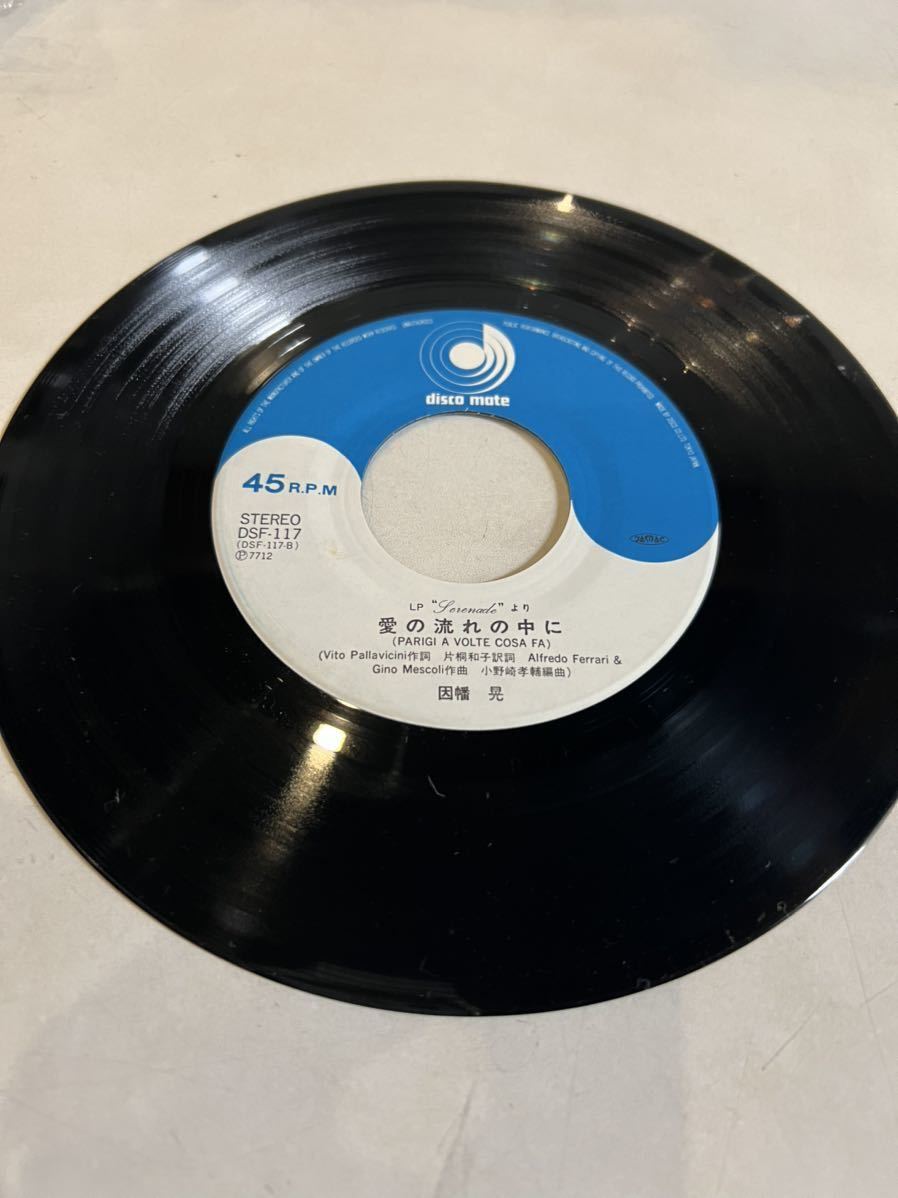 disco mate
45 R.P.M
STEREO
DSF-117
(DSF-117-B)
Ⓟ7712
LP "Serenade" より
愛の流れの中に
(PARIGI A VOLTE COSA FA)
(Vito Pallavicini作詞 片桐和子訳詞 Alfredo Ferrari &
Gino Mescoli作曲 小野崎孝輔編曲)
因幡 晃